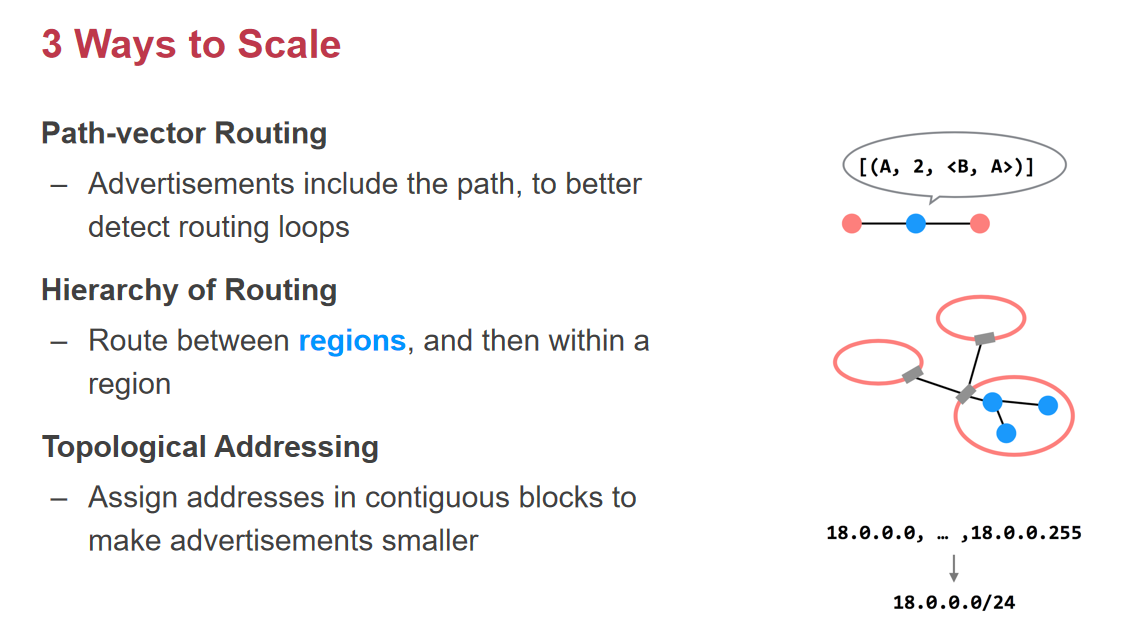 3 Ways to Scale
Path-vector Routing
– Advertisements include the path, to better
detect routing loops
[(A, 2, <B, A>)]
Hierarchy of Routing
– Route between regions, and then within a
region
Topological Addressing
– Assign addresses in contiguous blocks to
make advertisements smaller
18.0.0.0, … ,18.0.0.255
18.0.0.0/24